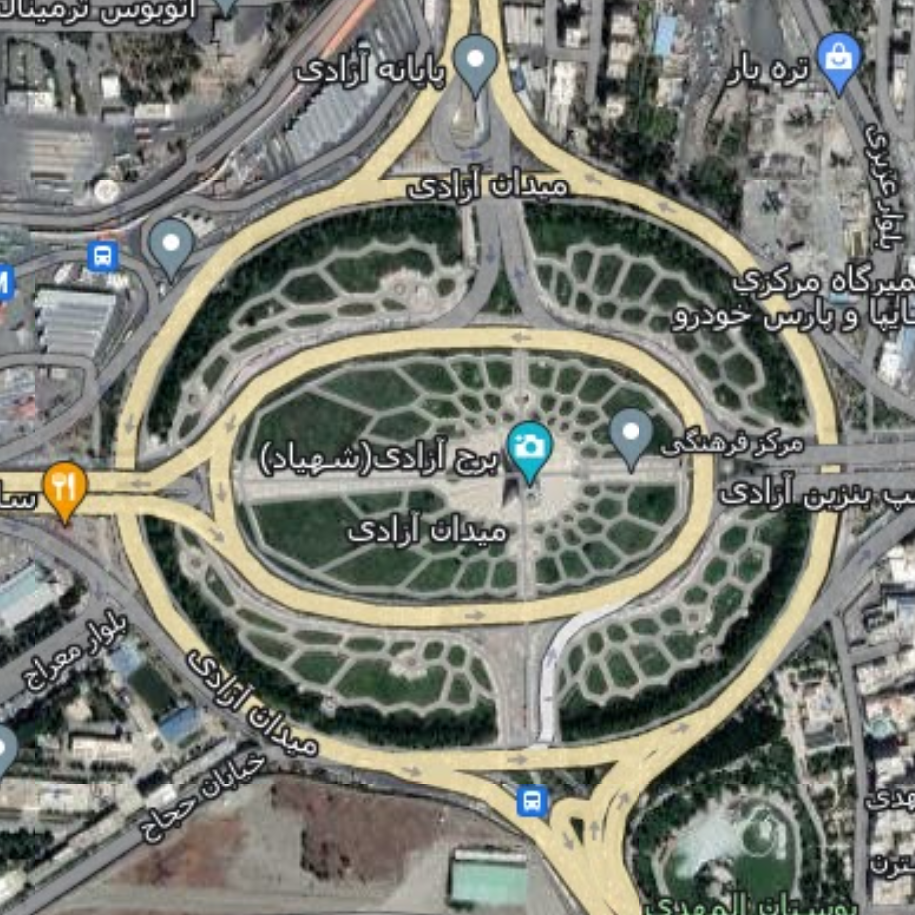 اتوبوس ترمینال
پایانه آزادی
تره بار
میدان آزادی
بلوار عزیزی
تعمیرگاه مرکزی
سایپا و پارس خودرو
M
مرکز فرهنگی
برج آزادی(شهیاد)
پمپ بنزین آزادی
میدان آزادی
بلوار معراج
میدان آزادی
خیابان حجاج
بوستان المهدی